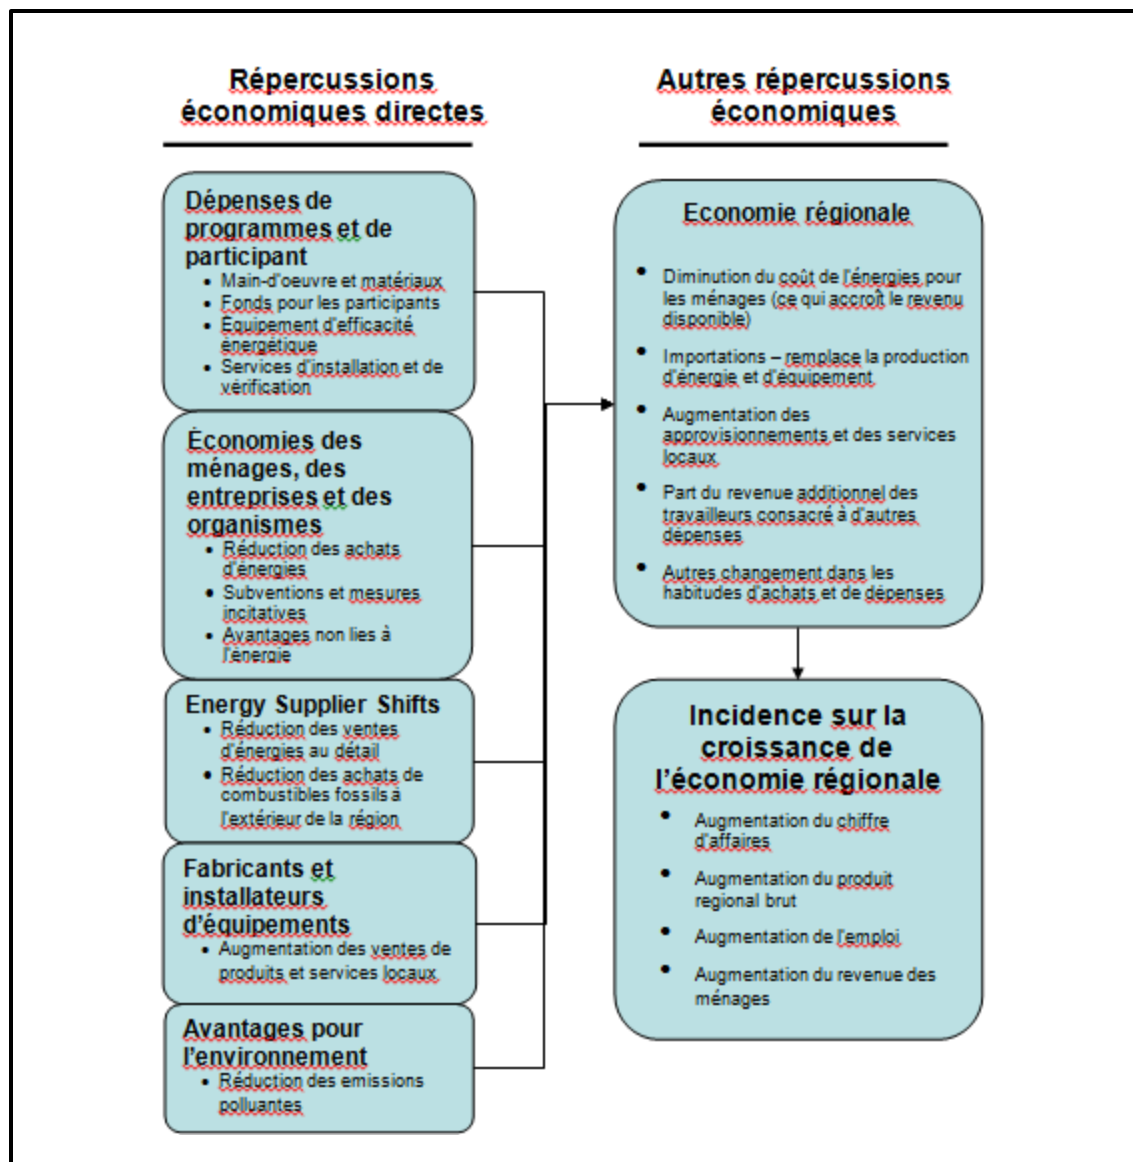 Répercussions
économiques directes
Dépenses de
programmes et de
participant
• Main-d'oeuvre et matériaux
• Fonds pour les participants
• Équipement d'efficacité
énergétique
• Services d'installation et de
vérification
Économies des
ménages, des
entreprises et des
organismes
• Réduction des achats
d'énergies
• Subventions et mesures
incitatives
• Avantages non lies à
l'énergie
Energy Supplier Shifts
• Réduction des ventes
d'énergies au détail
• Réduction des achats de
combustibles fossils à
l'extérieur de la région
Fabricants et
installateurs
d'équipements
• Augmentation des ventes de
produits et services locaux
Avantages pour
l'environnement
• Réduction des emissions
polluantes
Autres répercussions
économiques
Economie régionale
• Diminution du coût de l'énergies pour
les ménages (ce qui accroît le revenu
disponible)
• Importations – remplace la production
d'énergie et d'équipement
• Augmentation des
approvisionnements et des services
locaux
• Part du revenue additionnel des
travailleurs consacré à d'autres
dépenses
• Autres changement dans les
habitudes d'achats et de dépenses
Incidence sur la
croissance de
l'économie régionale
• Augmentation du chiffre
d'affaires
• Augmentation du produit
regional brut
• Augmentation de l'emploi
• Augmentation du revenue des
ménages